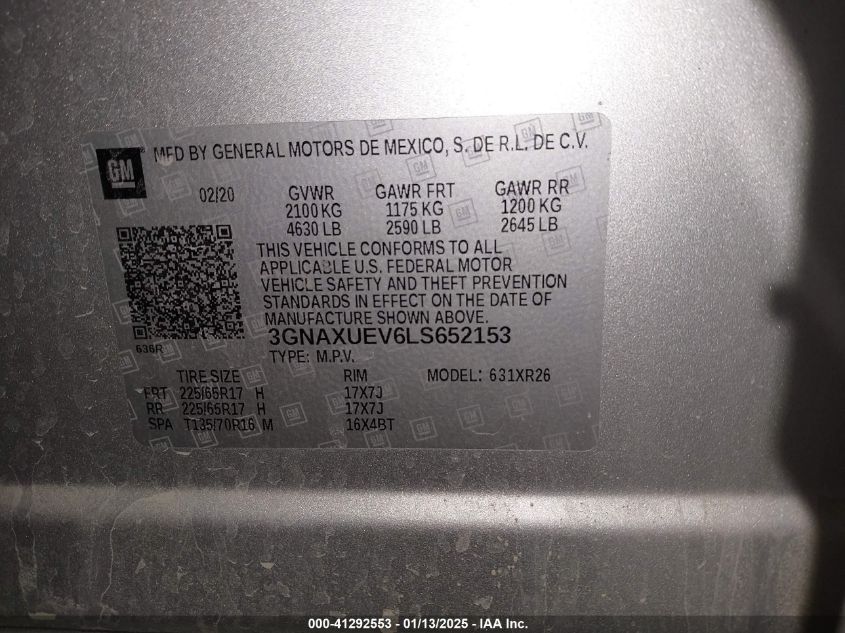 GM
MFD BY GENERAL MOTORS DE MEXICO, S. DE R.L. DE C.V.
02/20 GVWR GAWR FRT GAWR RR
2100 KG 1175 KG 1200 KG
4630 LB 2590 LB 2645 LB
THIS VEHICLE CONFORMS TO ALL
APPLICABLE U.S. FEDERAL MOTOR
VEHICLE SAFETY AND THEFT PREVENTION
STANDARDS IN EFFECT ON THE DATE OF
MANUFACTURE SHOWN ABOVE.
636R
3GNAXUEV6LS652153
TYPE: M.P.V.
TIRE SIZE RIM MODEL: 631XR26
FRT 225/65R17 H 17X7J
RR 225/65R17 H 17X7J
SPA T135/70R16 M 16X4BT
000-41292553 - 01/13/2025 - IAA Inc.